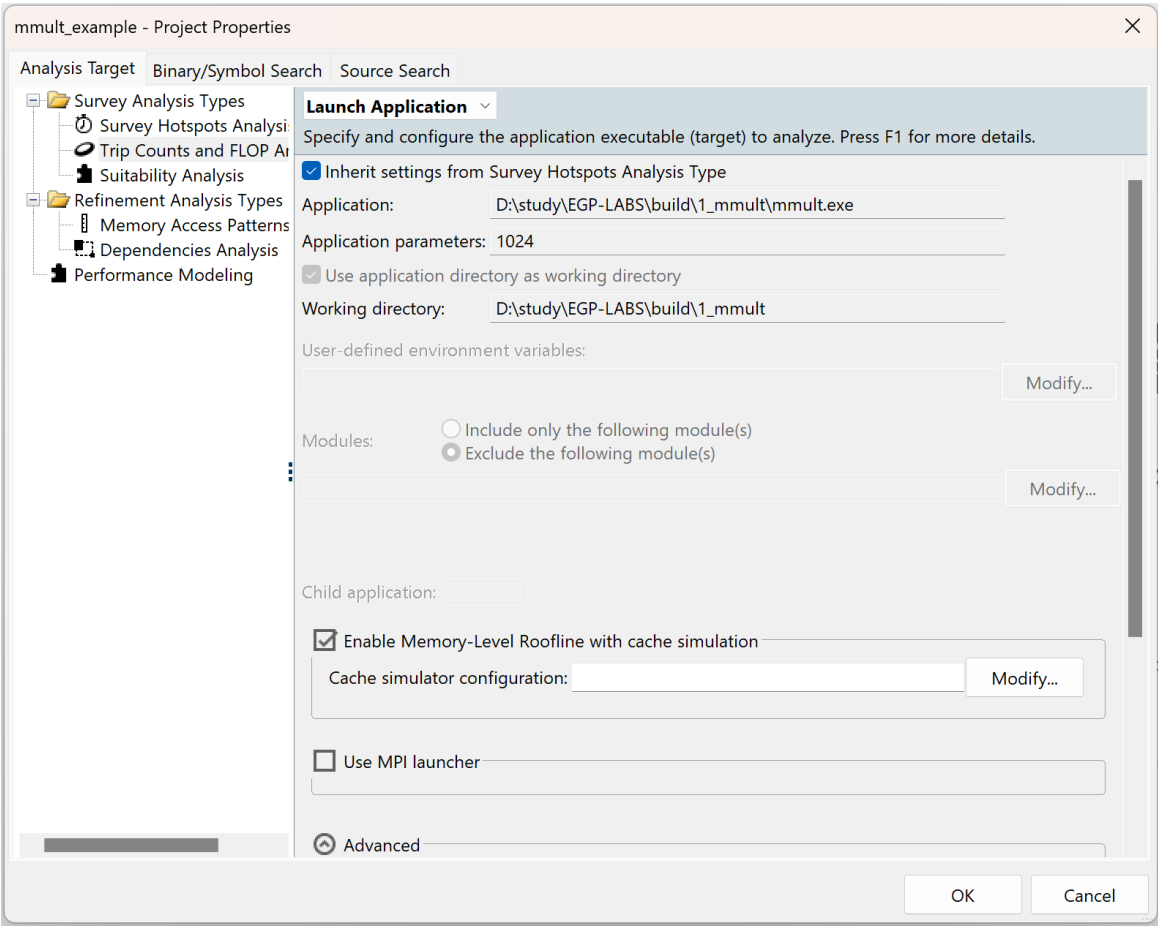 mmult_example - Project Properties
Analysis Target
Binary/Symbol Search
Source Search
Survey Analysis Types
Survey Hotspots Analysi
Trip Counts and FLOP Ar
Suitability Analysis
Refinement Analysis Types
Memory Access Patterns
Dependencies Analysis
Performance Modeling
Launch Application
Specify and configure the application executable (target) to analyze. Press F1 for more details.
Inherit settings from Survey Hotspots Analysis Type
Application: D:\study\EGP-LABS\build\1_mmult\mmult.exe
Application parameters: 1024
Use application directory as working directory
Working directory: D:\study\EGP-LABS\build\1_mmult
User-defined environment variables:
Modify...
Modules:
Include only the following module(s)
Exclude the following module(s)
Modify...
Child application:
Enable Memory-Level Roofline with cache simulation
Cache simulator configuration:
Modify...
Use MPI launcher
Advanced
OK
Cancel